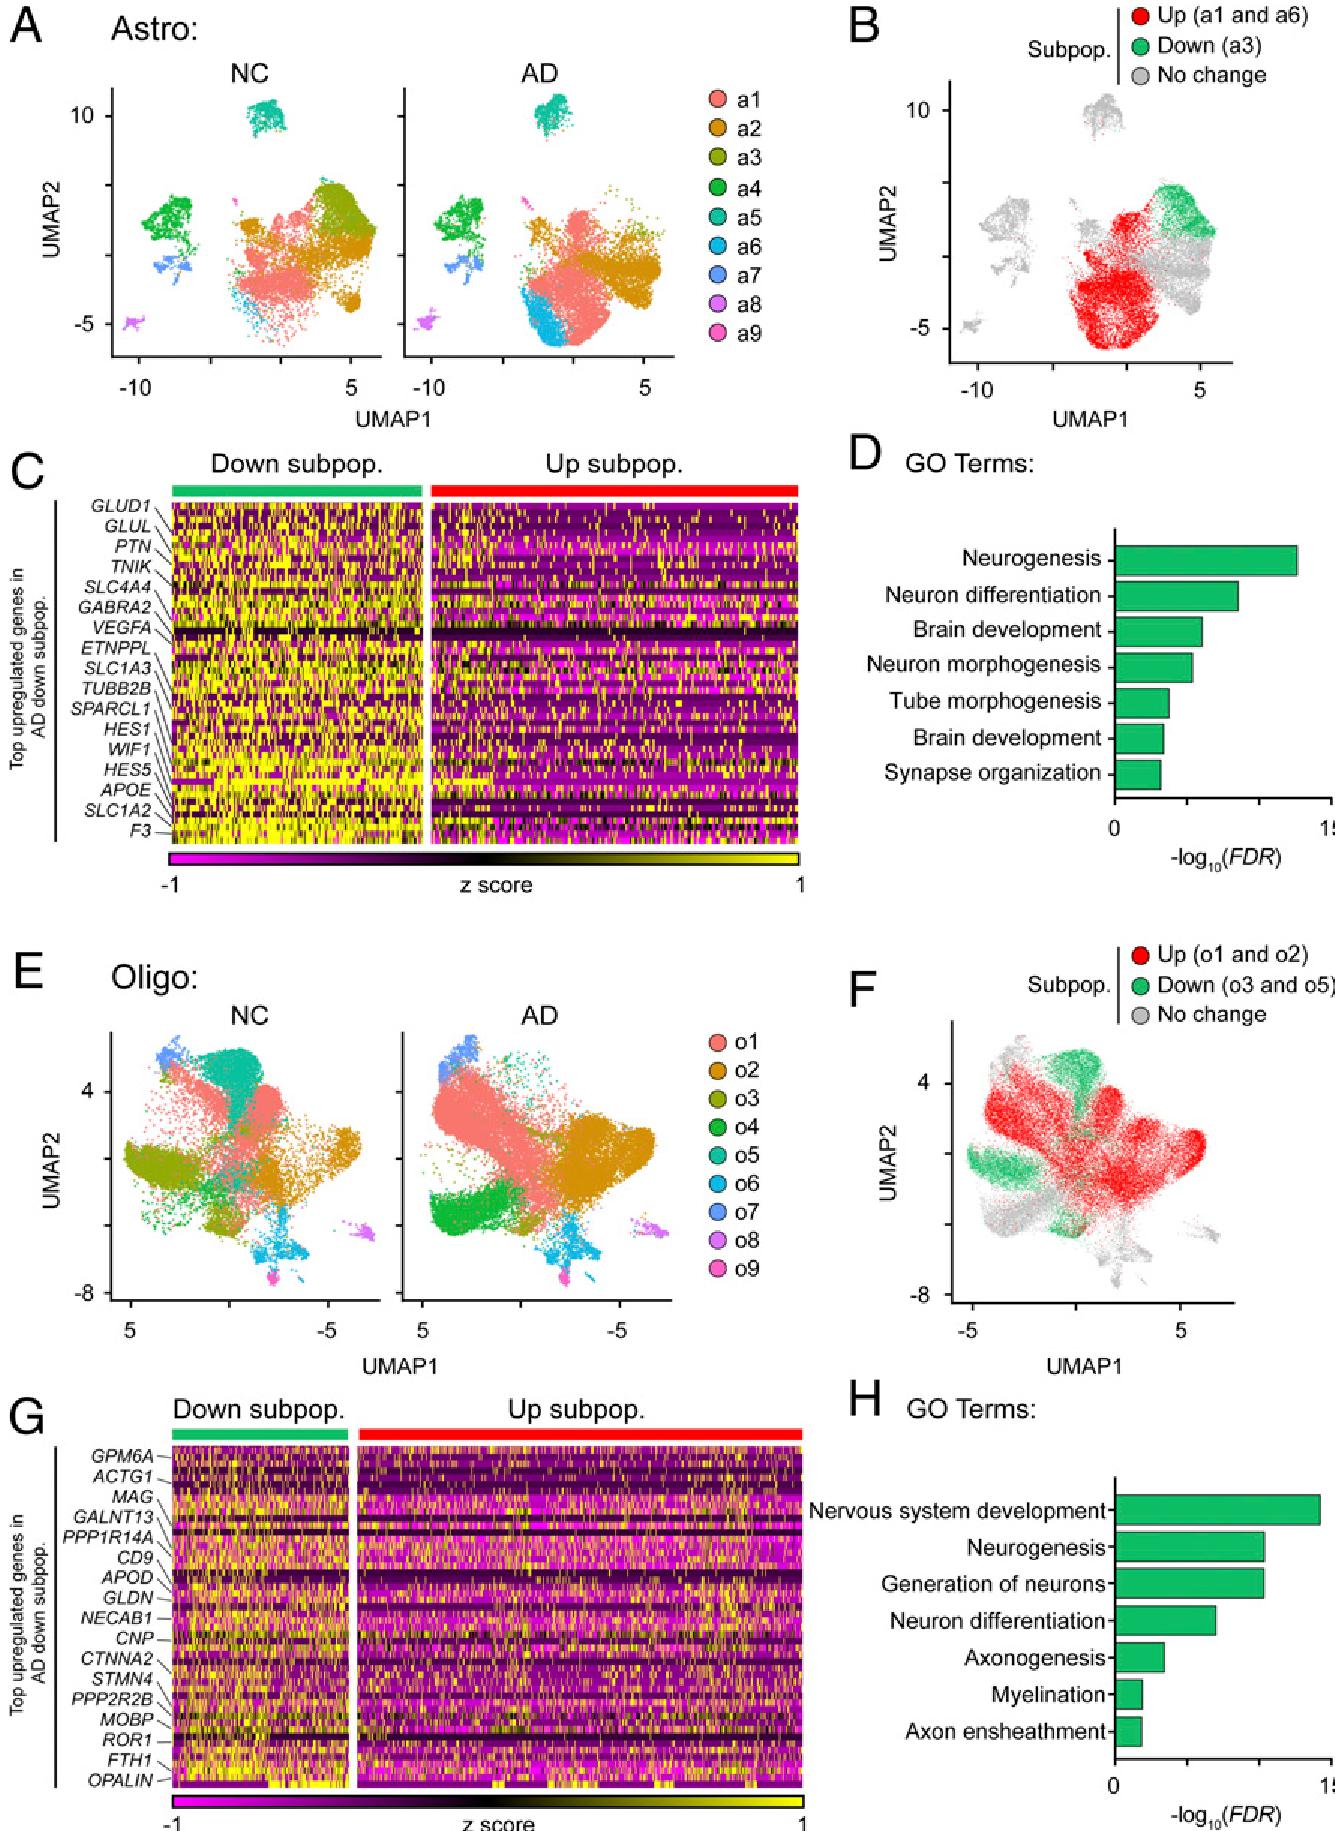 A
Astro:
NC
AD
10
-5
UMAP2
-10
5
-10
5
UMAP1
a1
a2
a3
a4
a5
a6
a7
a8
a9
B
Subpop.
Up (a1 and a6)
Down (a3)
No change
10
-5
UMAP2
-10
5
UMAP1
C
Down subpop.
Up subpop.
Top upregulated genes in
AD down subpop.
GLUD1
GLUL
PTN
TNIK
SLC4A4
GABRA2
VEGFA
ETNPPL
SLC1A3
TUBB2B
SPARCL1
HES1
WIF1
HES5
APOE
SLC1A2
F3
-1
z score
1
D
GO Terms:
Neurogenesis
Neuron differentiation
Brain development
Neuron morphogenesis
Tube morphogenesis
Brain development
Synapse organization
0
15
-log10(FDR)
E
Oligo:
NC
AD
4
-8
UMAP2
5
-5
5
-5
UMAP1
o1
o2
o3
o4
o5
o6
o7
o8
o9
F
Subpop.
Up (o1 and o2)
Down (o3 and o5)
No change
4
-8
UMAP2
-5
5
UMAP1
G
Down subpop.
Up subpop.
Top upregulated genes in
AD down subpop.
GPM6A
ACTG1
MAG
GALNT13
PPP1R14A
CD9
APOD
GLDN
NECAB1
CNP
CTNNA2
STMN4
PPP2R2B
MOBP
ROR1
FTH1
OPALIN
-1
z score
1
H
GO Terms:
Nervous system development
Neurogenesis
Generation of neurons
Neuron differentiation
Axonogenesis
Myelination
Axon ensheathment
0
15
-log10(FDR)